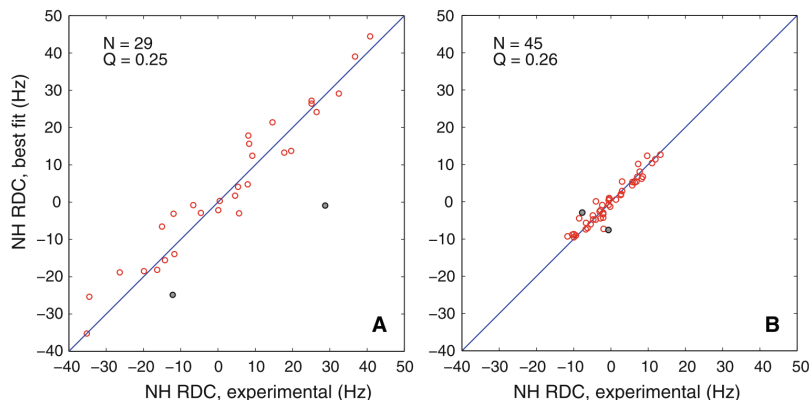 N = 29
Q = 0.25
50
40
30
20
10
0
−10
−20
−30
−40
NH RDC, best fit (Hz)
−40 −30 −20 −10 0 10 20 30 40 50
NH RDC, experimental (Hz)
A
N = 45
Q = 0.26
50
40
30
20
10
0
−10
−20
−30
−40
−40 −30 −20 −10 0 10 20 30 40 50
NH RDC, experimental (Hz)
B